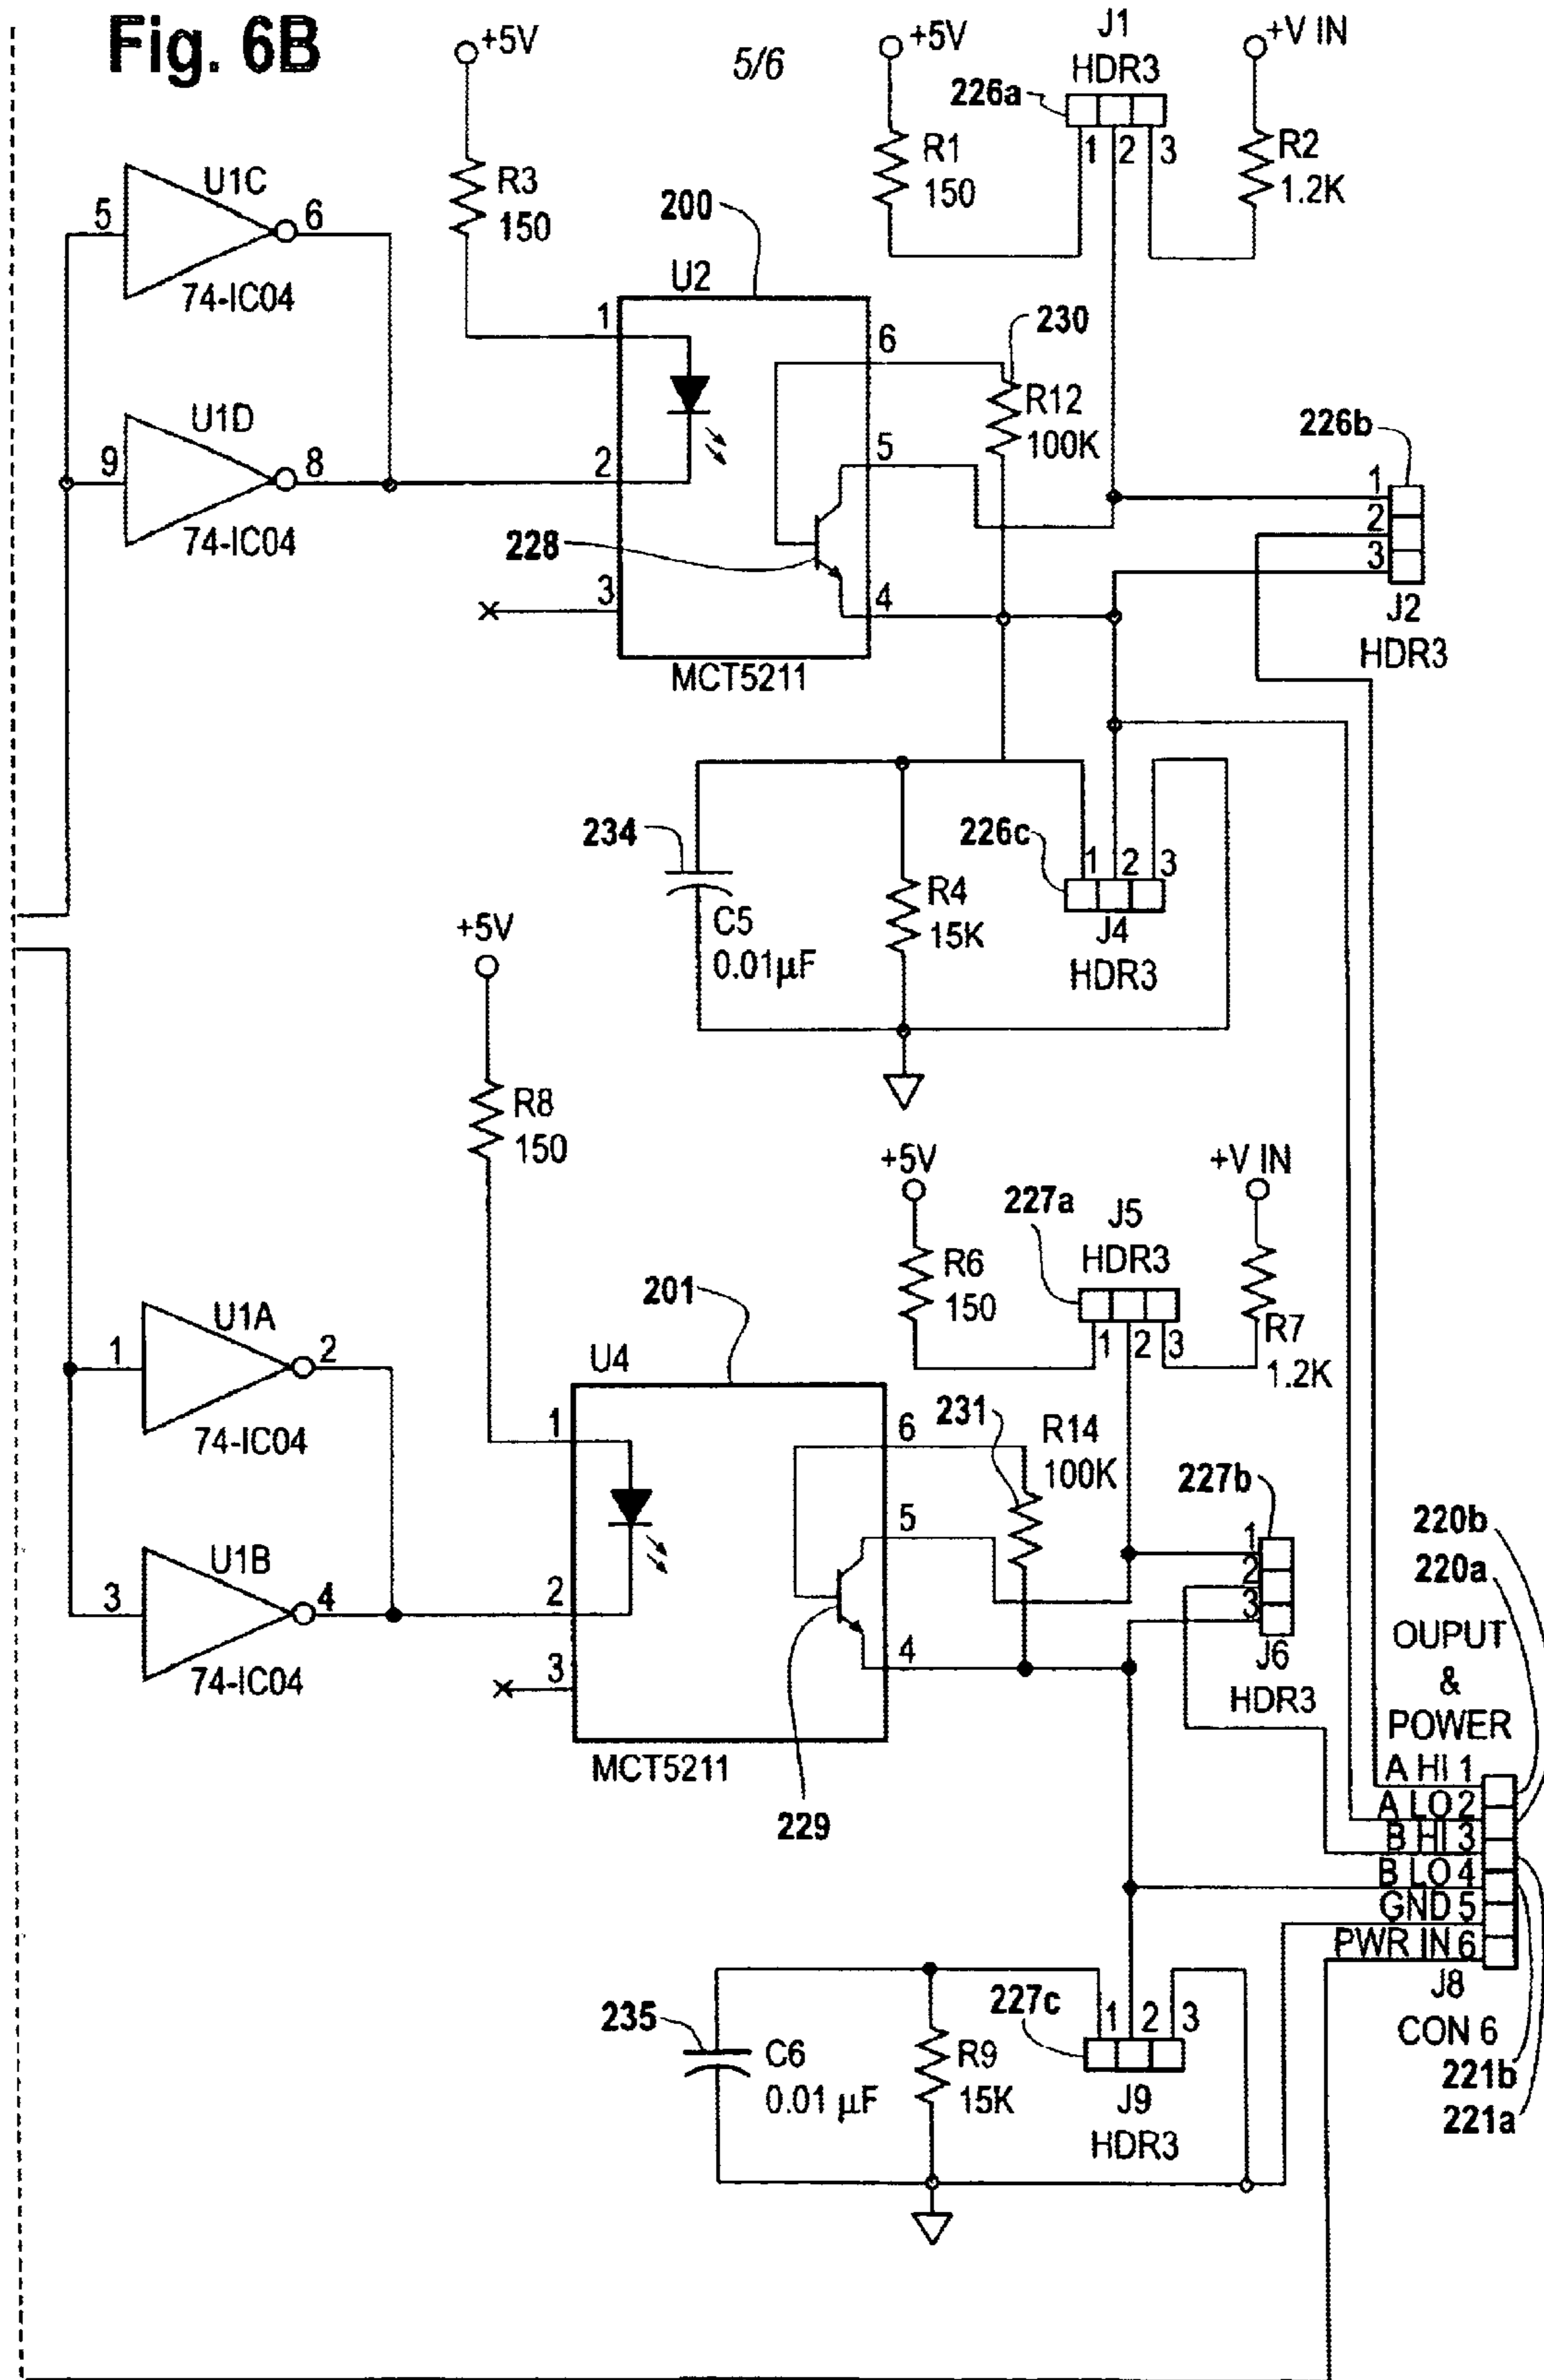 Fig. 6B
5/6
+5V
+5V
J1
HDR3
+V IN
226a
1 2 3
R1
150
R2
1.2K
R3
150
U1C
5
6
74-IC04
200
U2
1
6
230
R12
100K
U1D
9
8
74-IC04
2
5
226b
1
2
3
228
3
4
J2
HDR3
MCT5211
234
C5
0.01µF
R4
15K
226c
1 2 3
J4
HDR3
+5V
R8
150
+5V
+V IN
227a
J5
HDR3
R6
150
1 2 3
R7
1.2K
201
U4
U1A
1
2
74-IC04
1
6
231
R14
100K
227b
1
2
3
5
U1B
3
4
74-IC04
2
3
4
J6
HDR3
MCT5211
229
220b
220a
OUPUT
&
POWER
A HI 1
A LO 2
B HI 3
B LO 4
GND 5
PWR IN 6
J8
CON 6
221b
221a
235
C6
0.01 µF
R9
15K
227c
1 2 3
J9
HDR3